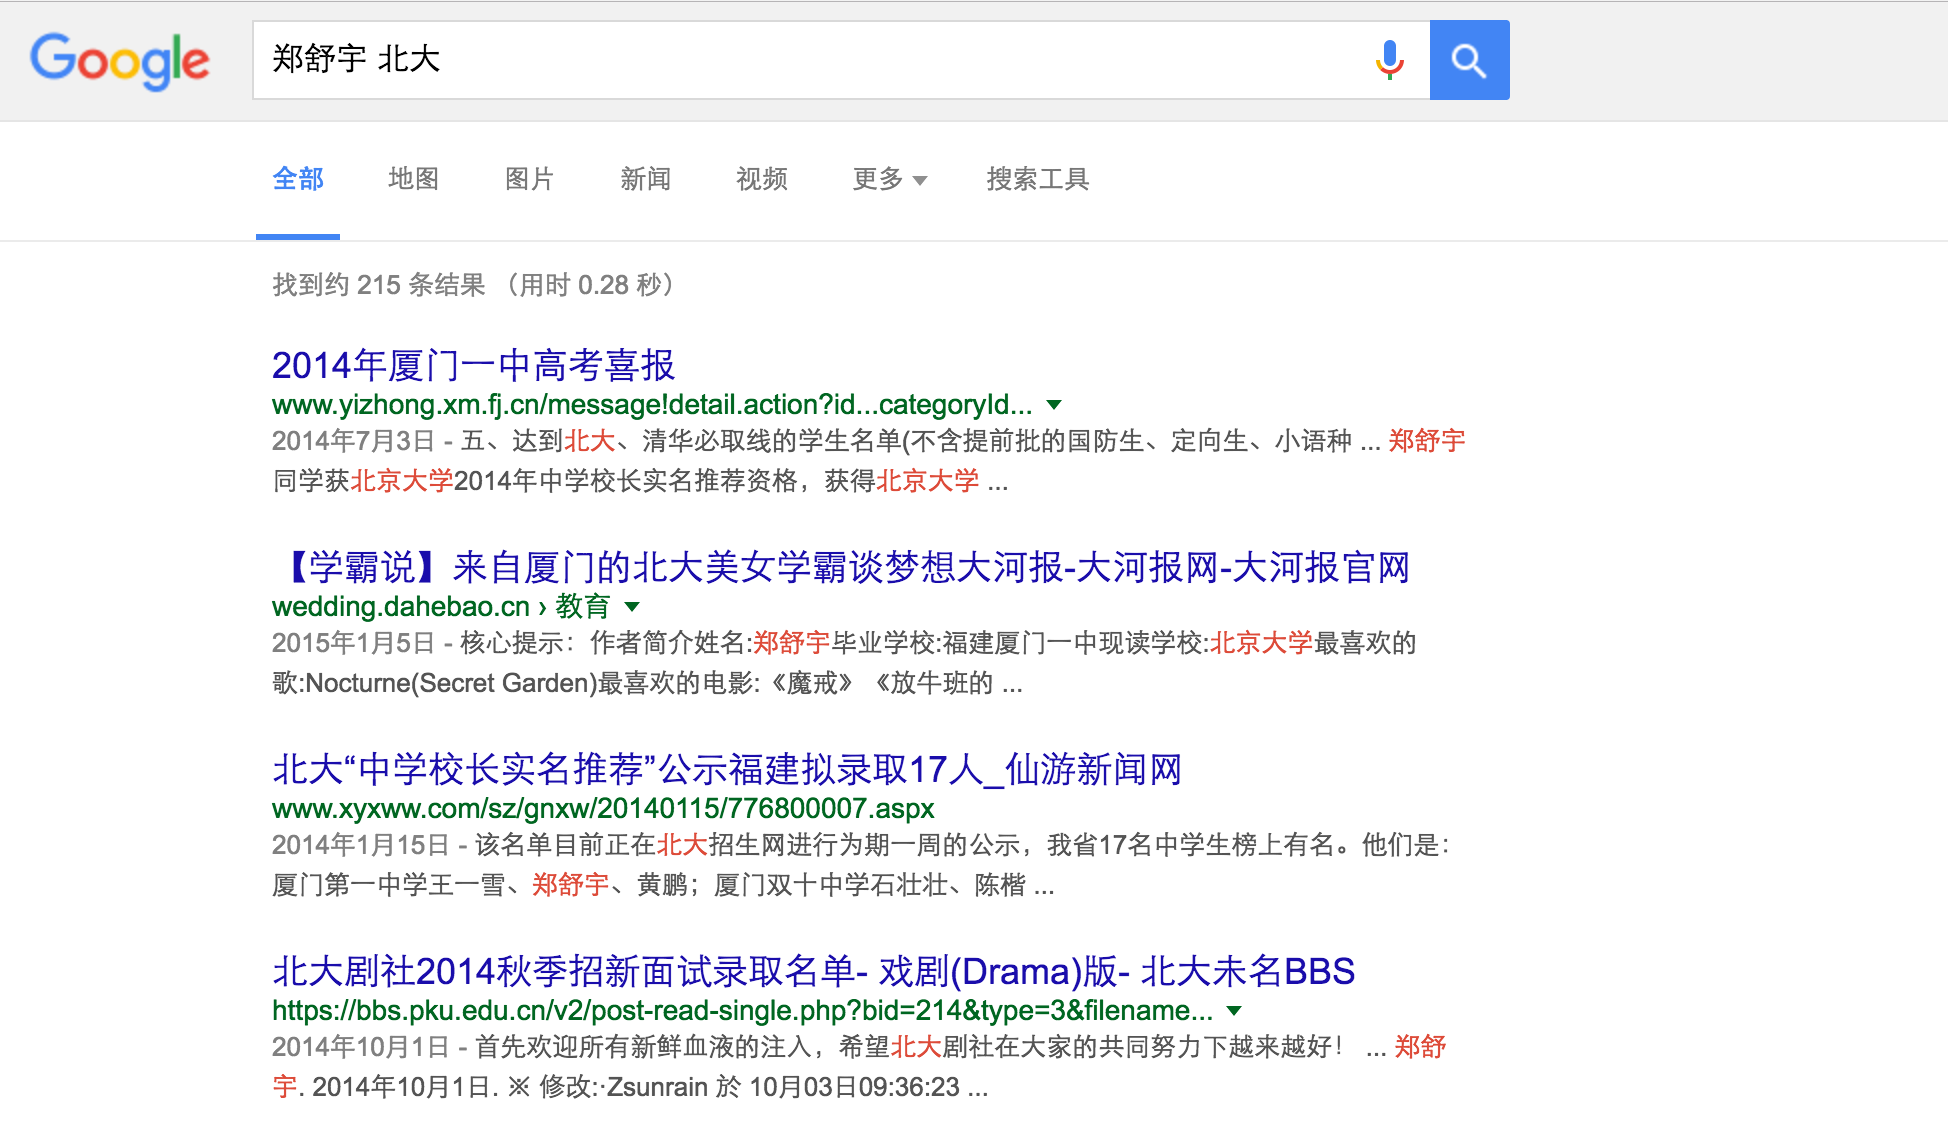 Google
郑舒宇 北大
全部 地图 图片 新闻 视频 更多 搜索工具
找到约 215 条结果 （用时 0.28 秒）
2014年厦门一中高考喜报
www.yizhong.xm.fj.cn/message!detail.action?id...categoryId...
2014年7月3日 - 五、达到北大、清华必取线的学生名单(不含提前批的国防生、定向生、小语种 ... 郑舒宇
同学获北京大学2014年中学校长实名推荐资格，获得北京大学 ...
【学霸说】来自厦门的北大美女学霸谈梦想大河报-大河报网-大河报官网
wedding.dahebao.cn › 教育
2015年1月5日 - 核心提示：作者简介姓名:郑舒宇毕业学校:福建厦门一中现读学校:北京大学最喜欢的
歌:Nocturne(Secret Garden)最喜欢的电影:《魔戒》《放牛班的 ...
北大“中学校长实名推荐”公示福建拟录取17人_仙游新闻网
www.xyxww.com/sz/gnxw/20140115/776800007.aspx
2014年1月15日 - 该名单目前正在北大招生网进行为期一周的公示，我省17名中学生榜上有名。他们是：
厦门第一中学王一雪、郑舒宇、黄鹏；厦门双十中学石壮壮、陈楷 ...
北大剧社2014秋季招新面试录取名单- 戏剧(Drama)版- 北大未名BBS
https://bbs.pku.edu.cn/v2/post-read-single.php?bid=214&type=3&filename...
2014年10月1日 - 首先欢迎所有新鲜血液的注入，希望北大剧社在大家的共同努力下越来越好！ ... 郑舒
宇. 2014年10月1日. ※ 修改:·Zsunrain 於 10月03日09:36:23 ...